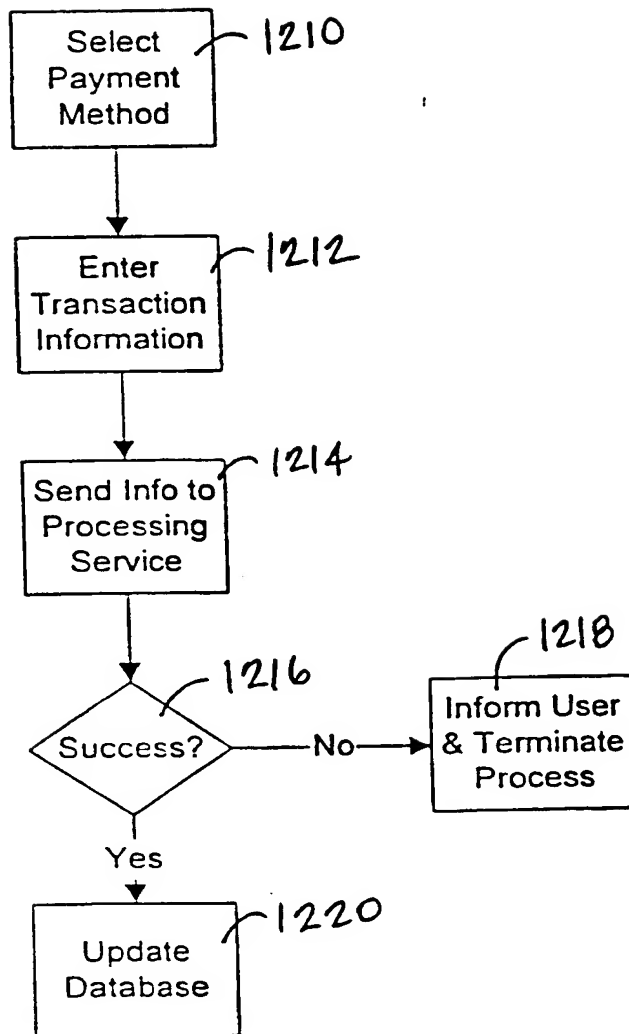 Select
Payment
Method
1210
Enter
Transaction
Information
1212
Send Info to
Processing
Service
1214
Success?
1216
No
Inform User
& Terminate
Process
1218
Yes
Update
Database
1220